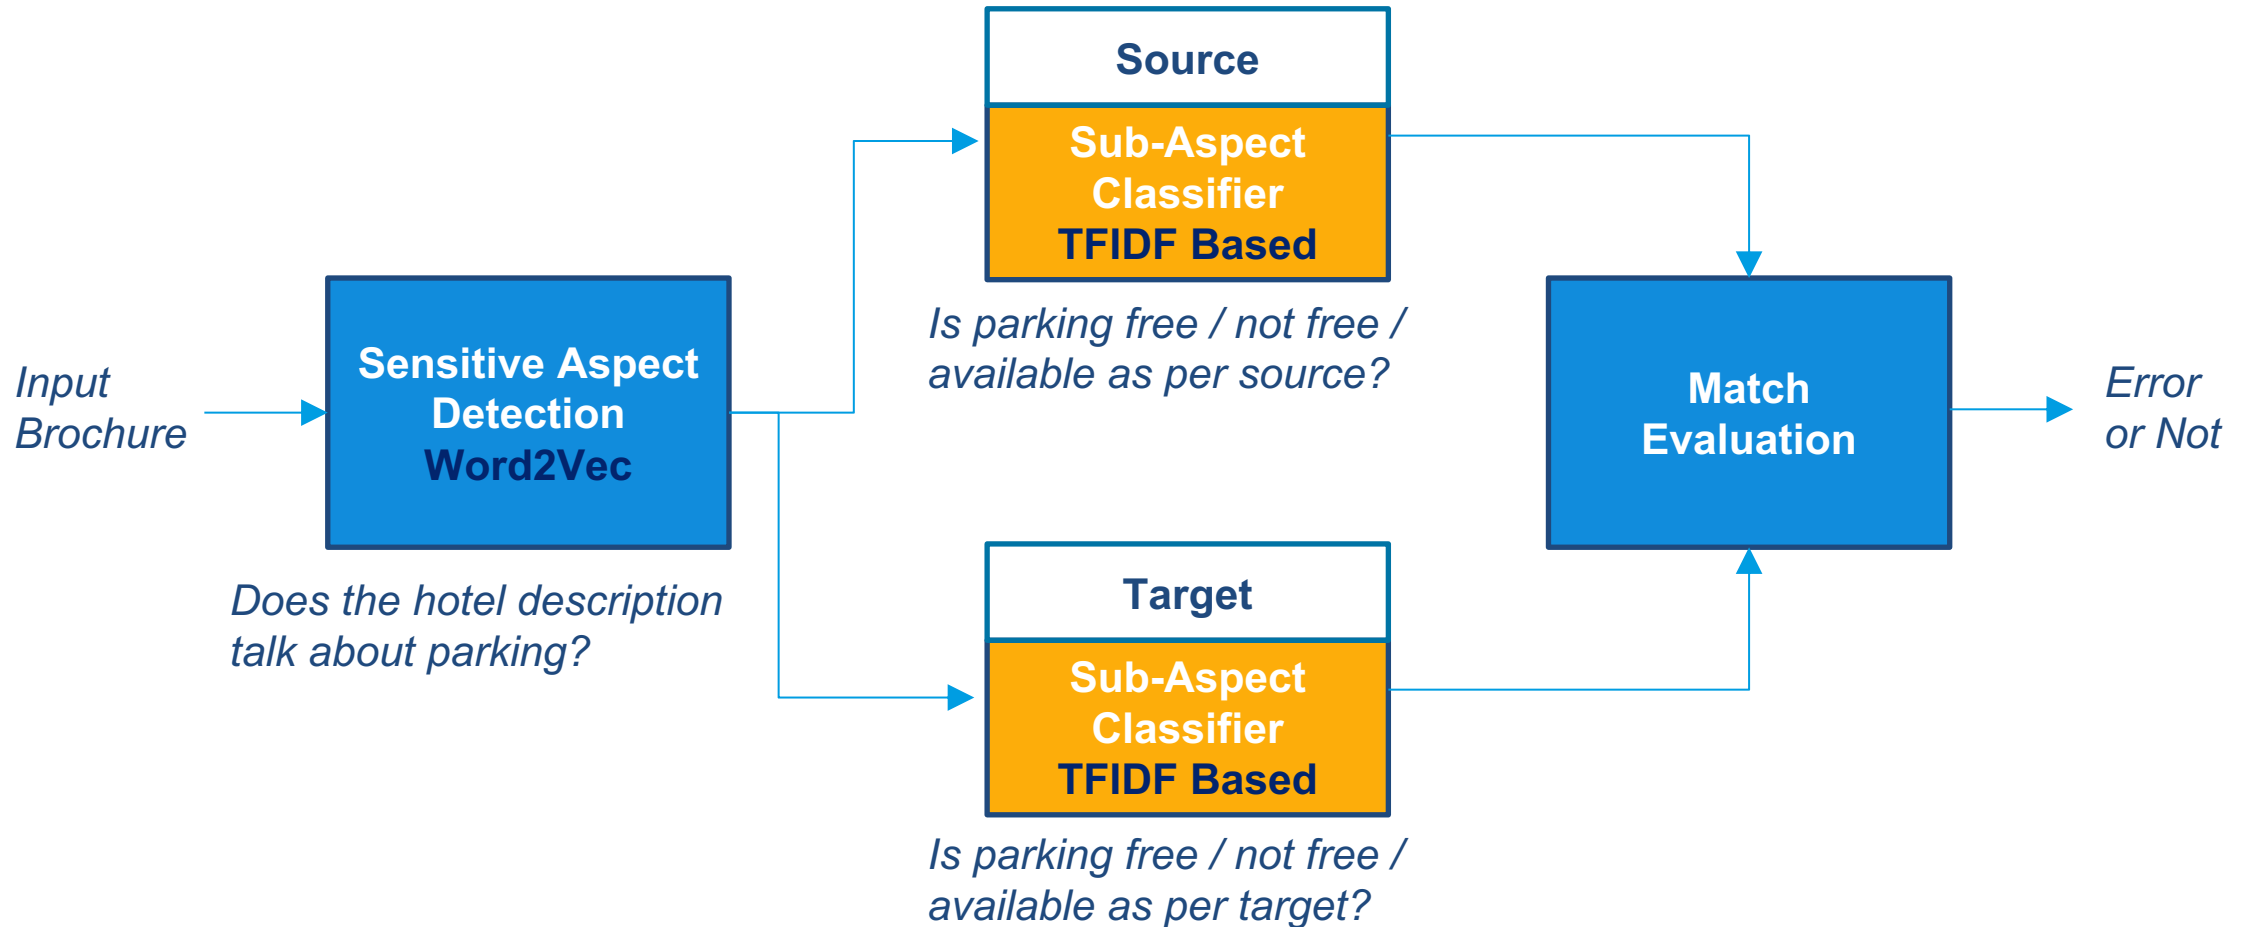 Input
Brochure
Sensitive Aspect
Detection
Word2Vec
Does the hotel description
talk about parking?
Source
Sub-Aspect
Classifier
TFIDF Based
Is parking free / not free /
available as per source?
Target
Sub-Aspect
Classifier
TFIDF Based
Is parking free / not free /
available as per target?
Match
Evaluation
Error
or Not